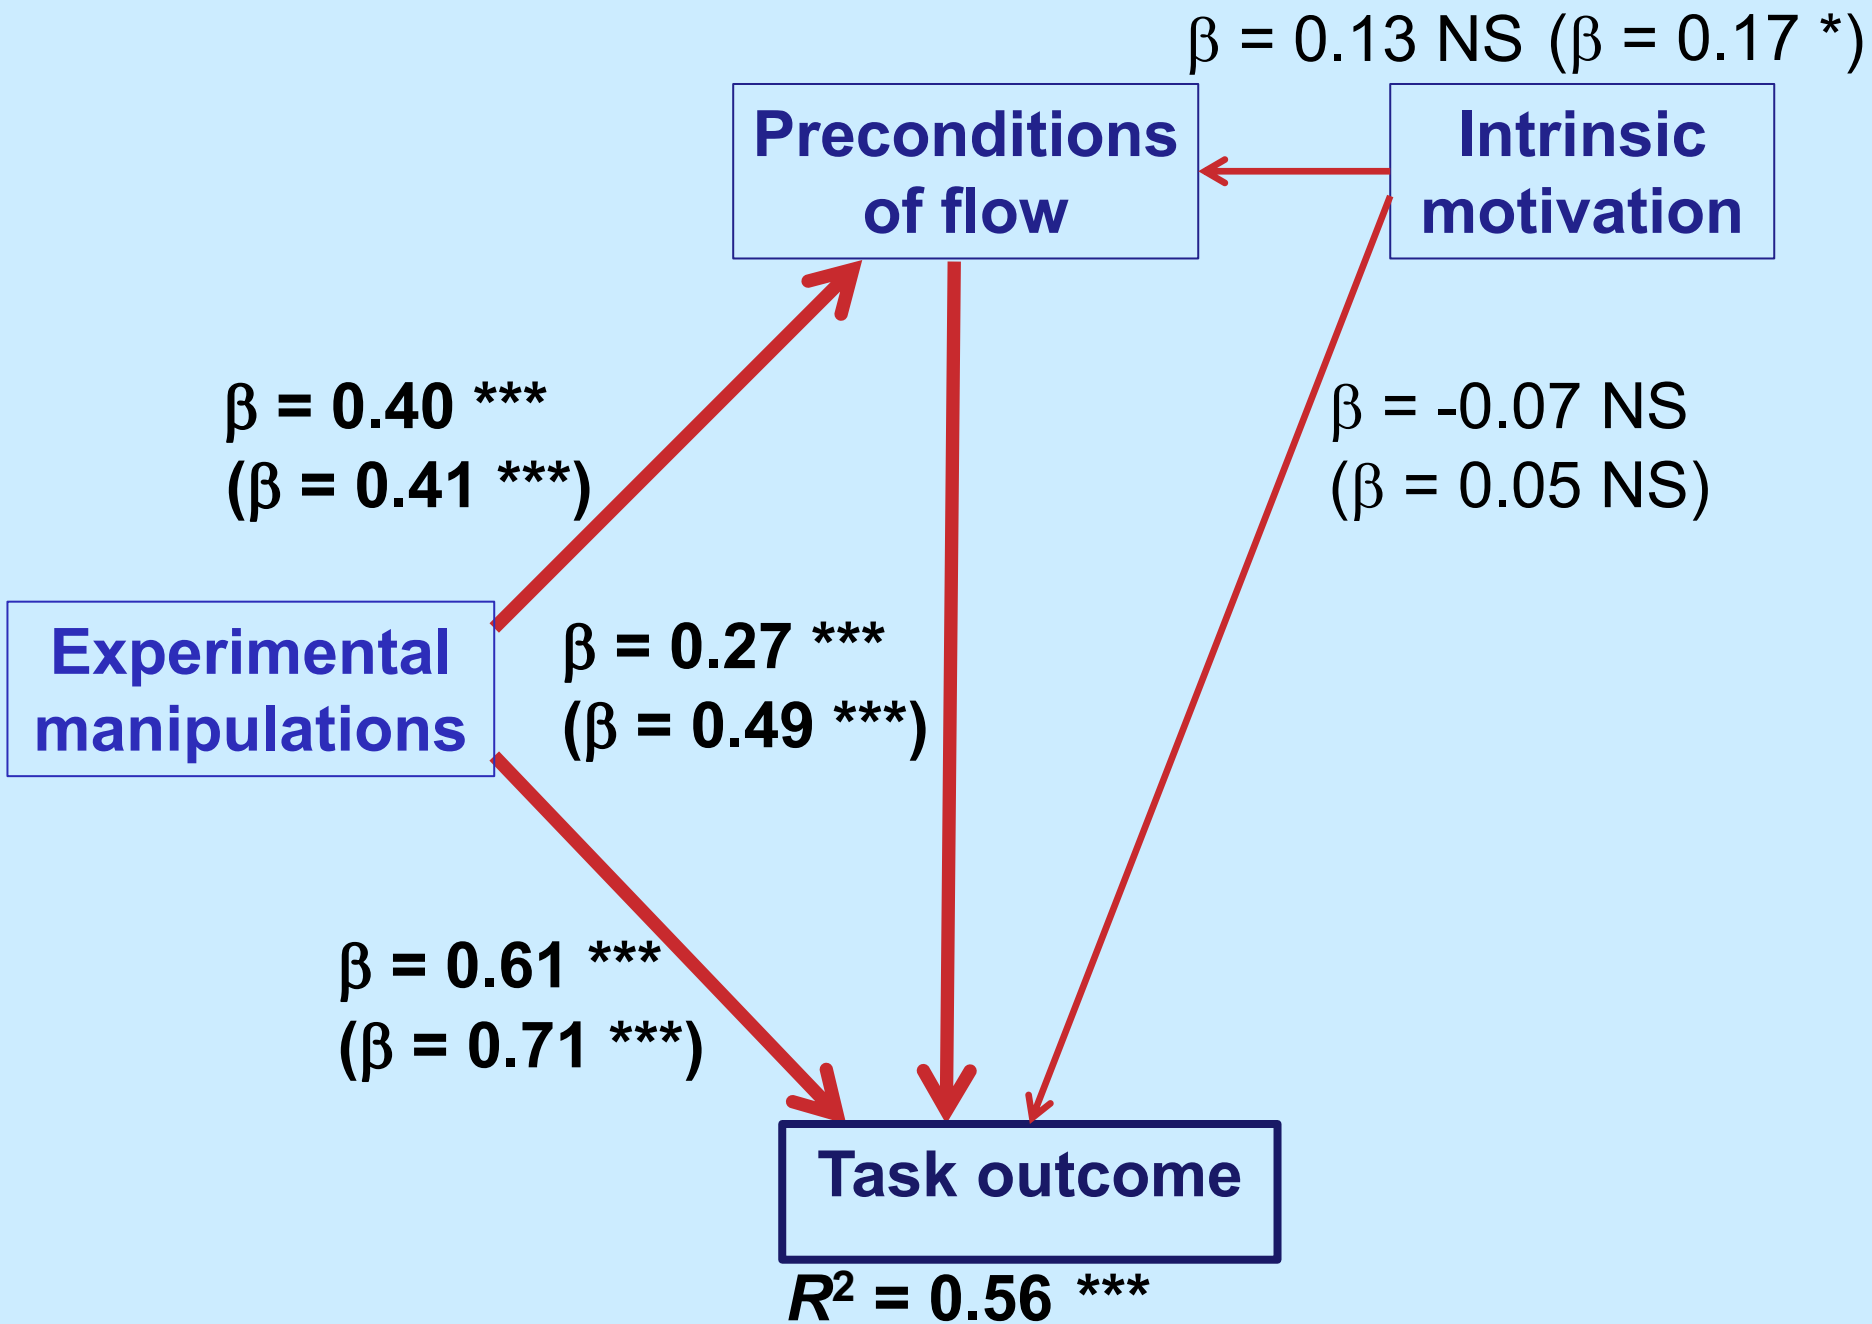 β = 0.13 NS (β = 0.17 *)
Preconditions
of flow
Intrinsic
motivation
β = 0.40 ***
(β = 0.41 ***)
β = -0.07 NS
(β = 0.05 NS)
Experimental
manipulations
β = 0.27 ***
(β = 0.49 ***)
β = 0.61 ***
(β = 0.71 ***)
Task outcome
R² = 0.56 ***